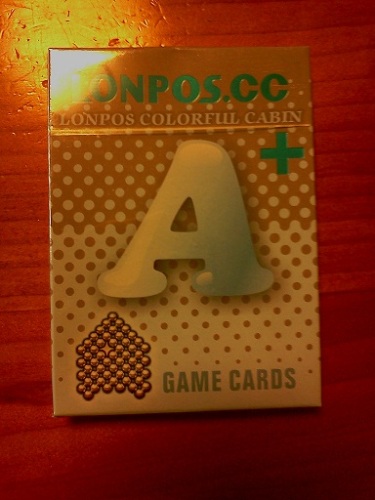 LONPOS.CC
LONPOS COLORFUL CABIN
A+
GAME CARDS